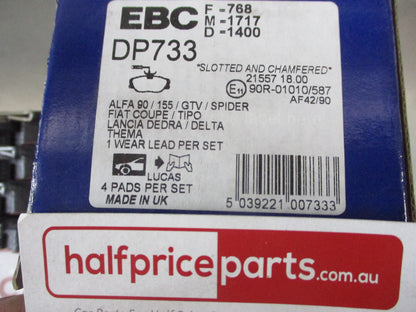 EBC
F -768
M -1717
D -1400
DP733
"SLOTTED AND CHAMFERED"
21557 18.00
E11 90R-01010/587
AF42/90
ALFA 90 / 155 / GTV / SPIDER
FIAT COUPE / TIPO
LANCIA DEDRA / DELTA
THEMA
1 WEAR LEAD PER SET
LUCAS
4 PADS PER SET
MADE IN UK
5 039221 007333
halfpriceparts.com.au